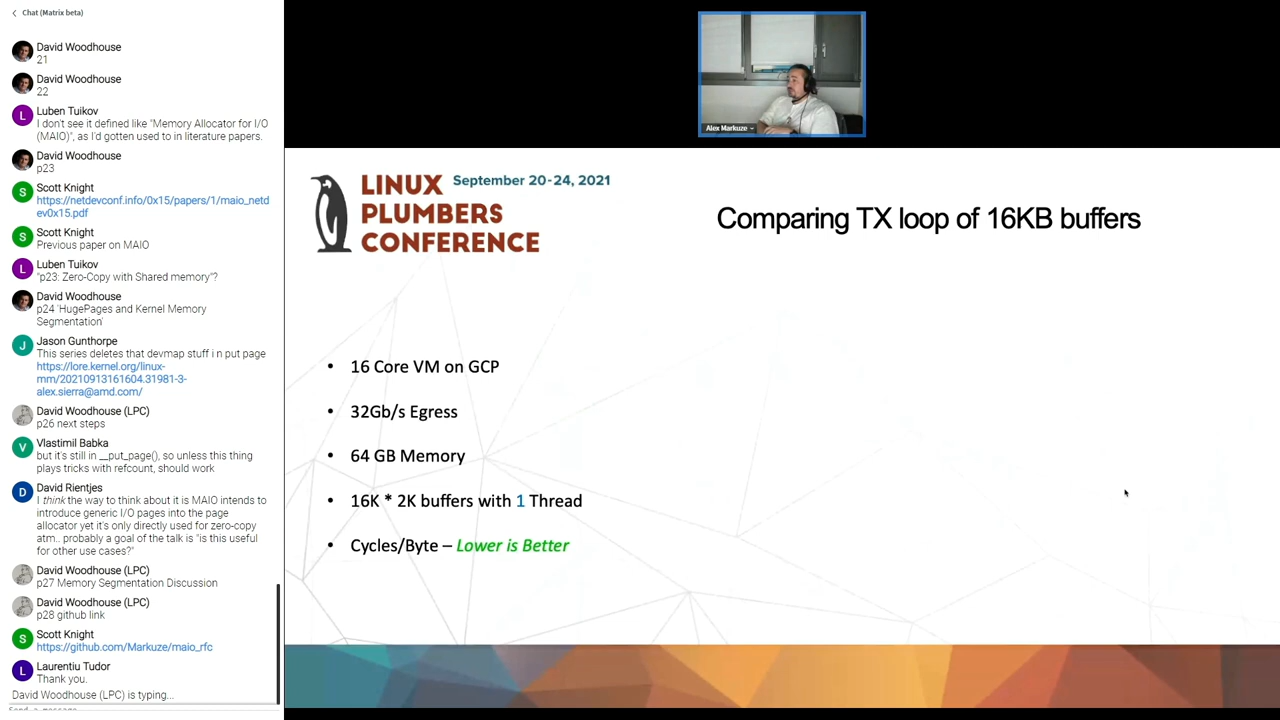 Chat (Matrix beta)
David Woodhouse
21
David Woodhouse
22
Luben Tuikov
I don't see it defined like "Memory Allocator for I/O
(MAIO)", as I'd gotten used to in literature papers.
David Woodhouse
p23
Scott Knight
https://netdevconf.info/0x15/papers/1/maio_netd
ev0x15.pdf
Scott Knight
Previous paper on MAIO
Luben Tuikov
"p23: Zero-Copy with Shared memory"?
David Woodhouse
p24 'HugePages and Kernel Memory
Segmentation'
Jason Gunthorpe
This series deletes that devmap stuff i n put page
https://lore.kernel.org/linux-
mm/20210913161604.31981-3-
alex.sierra@amd.com/
David Woodhouse (LPC)
p26 next steps
Vlastimil Babka
but it's still in __put_page(), so unless this thing
plays tricks with refcount, should work
David Rientjes
I think the way to think about it is MAIO intends to
introduce generic I/O pages into the page
allocator yet it's only directly used for zero-copy
atm.. probably a goal of the talk is "is this useful
for other use cases?"
David Woodhouse (LPC)
p27 Memory Segmentation Discussion
David Woodhouse (LPC)
p28 github link
Scott Knight
https://github.com/Markuze/maio_rfc
Laurentiu Tudor
Thank you.
David Woodhouse (LPC) is typing...
Send a message
Alex Markuze
LINUX
PLUMBERS
CONFERENCE
September 20-24, 2021
Comparing TX loop of 16KB buffers
• 16 Core VM on GCP
• 32Gb/s Egress
• 64 GB Memory
• 16K * 2K buffers with 1 Thread
• Cycles/Byte – Lower is Better
L
S
S
L
J
V
D
S
L